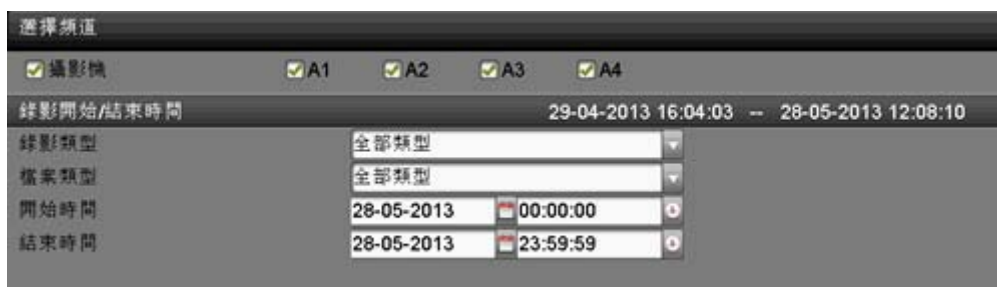 選擇頻道
攝影機 A1 A2 A3 A4
錄影開始/結束時間 29-04-2013 16:04:03 -- 28-05-2013 12:08:10
錄影類型 全部類型
檔案類型 全部類型
開始時間 28-05-2013 00:00:00
結束時間 28-05-2013 23:59:59